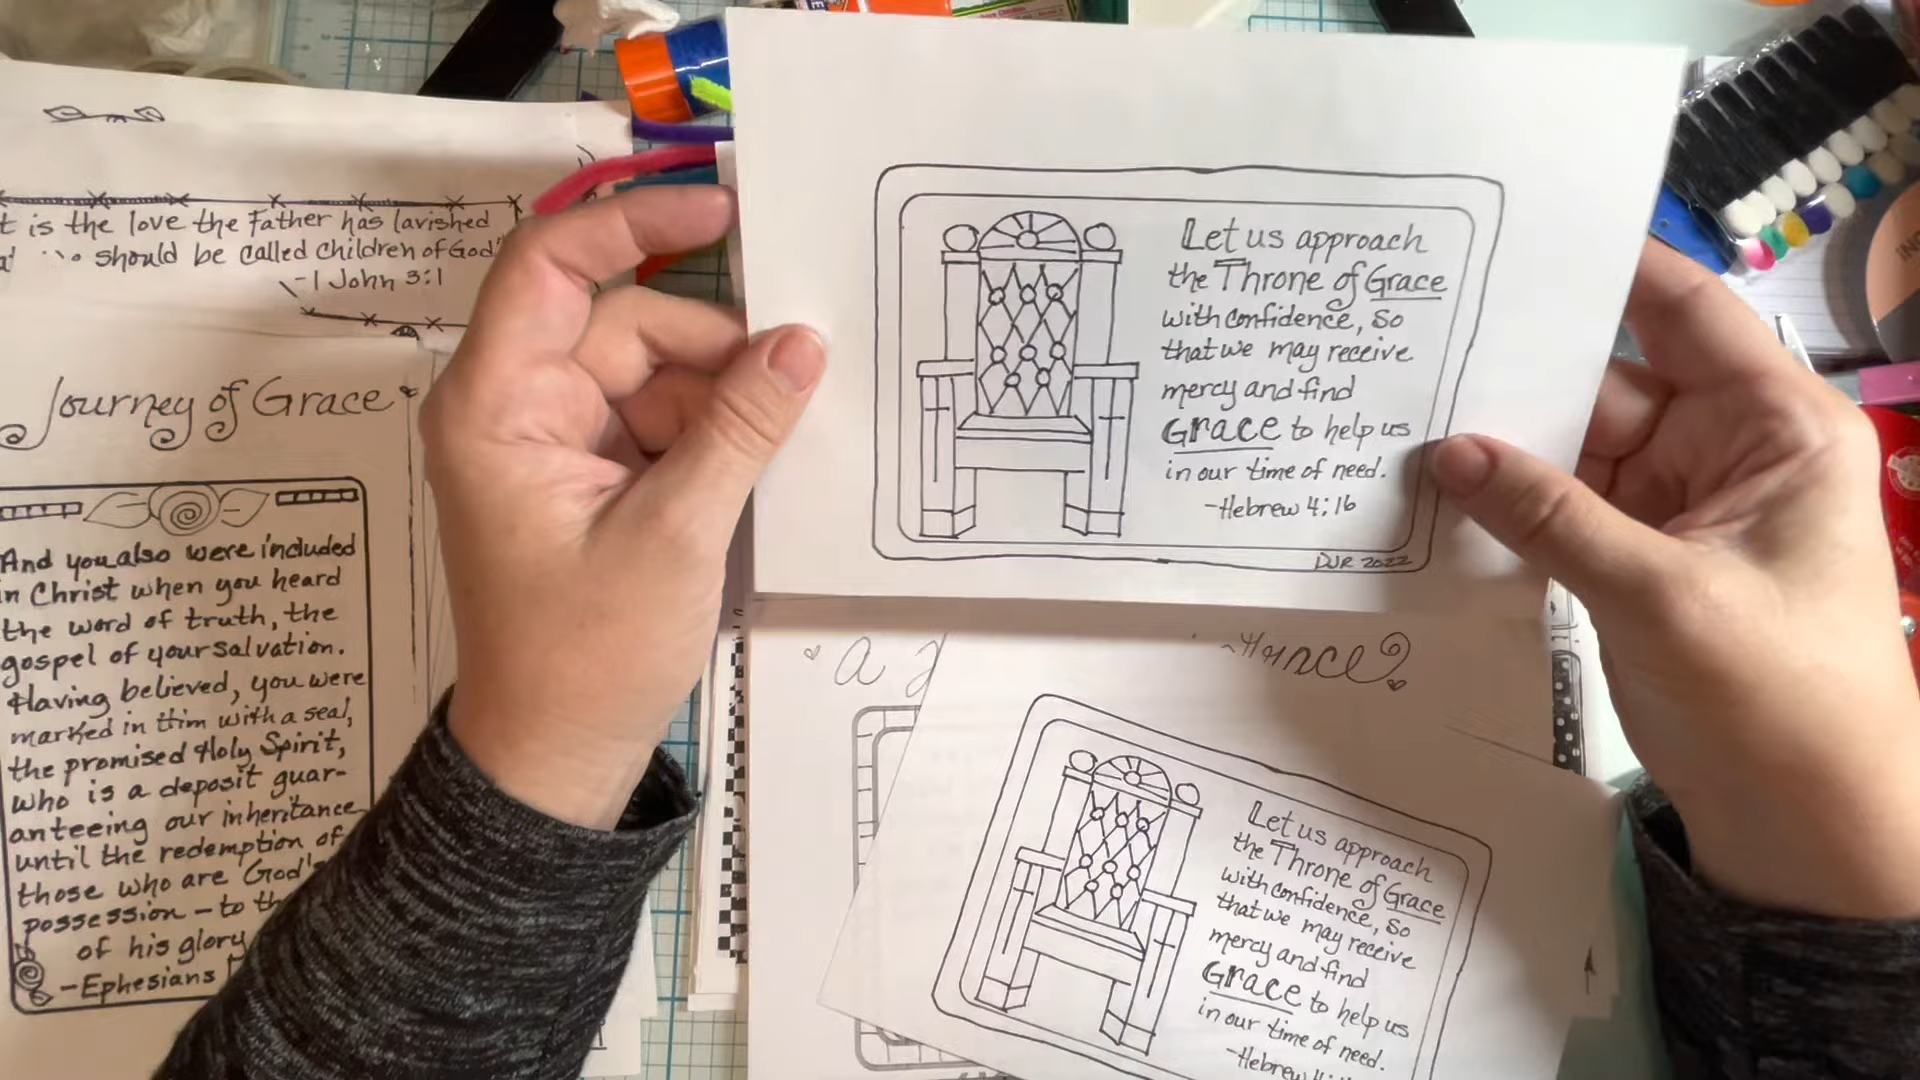 t is the love the Father has lavished
should be called children of God"
-1 John 3:1
Journey of Grace
And you also were included
in Christ when you heard
the word of truth, the
gospel of your salvation.
Having believed, you were
marked in Him with a seal,
the promised Holy Spirit,
who is a deposit guar-
anteeing our inheritance
until the redemption of
those who are God's
possession - to th
of his glory
-Ephesians
Let us approach
the Throne of Grace
with confidence, so
that we may receive
mercy and find
Grace to help us
in our time of need.
-Hebrew 4:16
DJR 2022
a
Let us approach
the Throne of Grace
with confidence, so
that we may receive
mercy and find
Grace to help us
in our time of need.
-Hebrew 4: